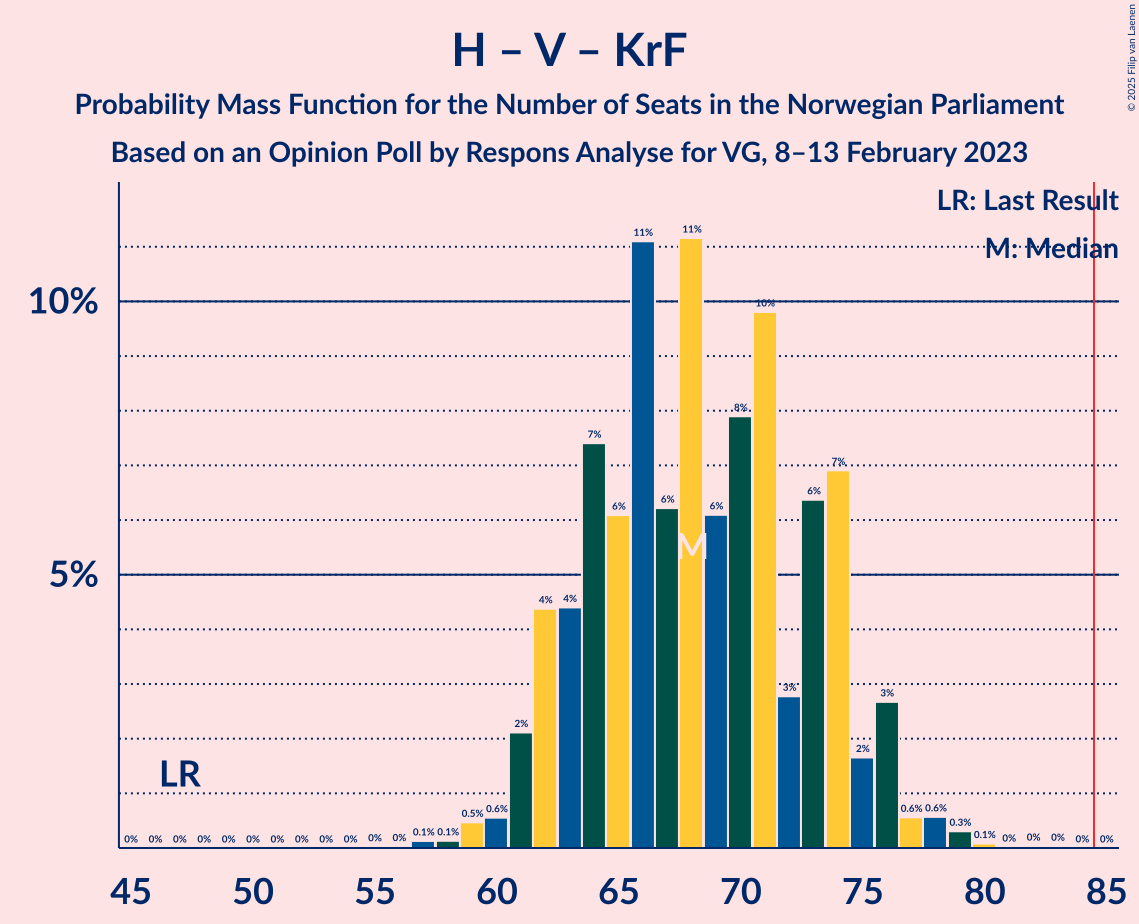 H – V – KrF
Probability Mass Function for the Number of Seats in the Norwegian Parliament
Based on an Opinion Poll by Respons Analyse for VG, 8–13 February 2023
© 2025 Filip van Laenen
LR: Last Result
M: Median
10%
5%
LR
M
0% 0% 0% 0% 0% 0% 0% 0% 0% 0% 0% 0% 0.1% 0.1% 0.5% 0.6% 2% 4% 4% 7% 6% 11% 6% 11% 6% 8% 10% 3% 6% 7% 2% 3% 0.6% 0.6% 0.3% 0.1% 0% 0% 0% 0% 0%
45 50 55 60 65 70 75 80 85